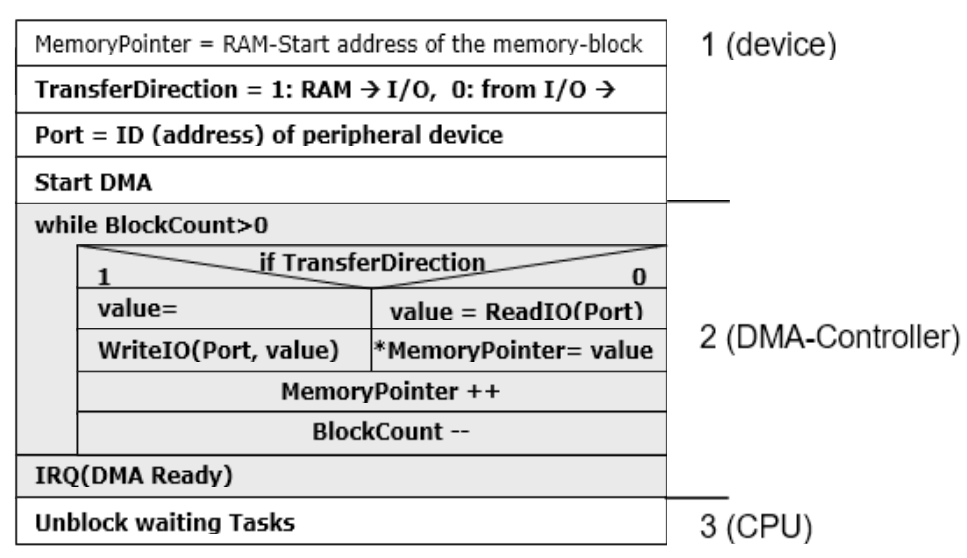 MemoryPointer = RAM-Start address of the memory-block
1 (device)
TransferDirection = 1: RAM → I/O, 0: from I/O →
Port = ID (address) of peripheral device
Start DMA
while BlockCount>0
if TransferDirection
1 0
value= value = ReadIO(Port)
WriteIO(Port, value) *MemoryPointer= value
2 (DMA-Controller)
MemoryPointer ++
BlockCount --
IRQ(DMA Ready)
Unblock waiting Tasks
3 (CPU)